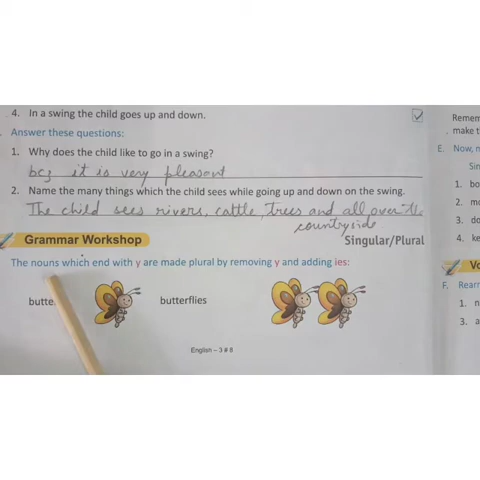 4. In a swing the child goes up and down.
Answer these questions:
1. Why does the child like to go in a swing?
bcz it is very pleasant
2. Name the many things which the child sees while going up and down on the swing.
The child sees rivers, cattle, trees and all over the
countryside
Grammar Workshop
Singular/Plural
The nouns which end with y are made plural by removing y and adding ies:
butte
butterflies
English – 3 # 8
Remem
make t
E. Now, m
Sin
1. bo
2. mo
3. do
4. ke
Vo
F. Rearr
1. n
3. a